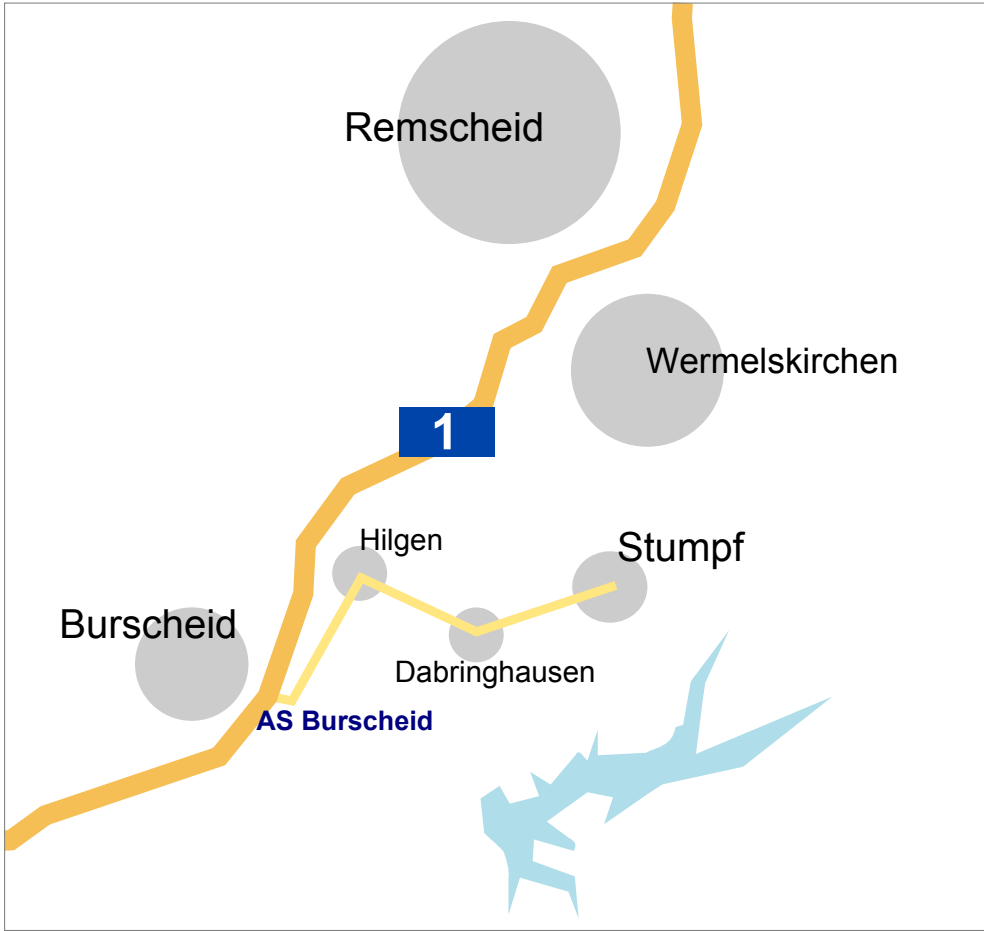 Remscheid
Wermelskirchen
1
Hilgen
Stumpf
Burscheid
Dabringhausen
AS Burscheid